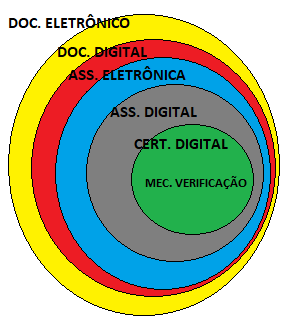 DOC. ELETRÔNICO
DOC. DIGITAL
ASS. ELETRÔNICA
ASS. DIGITAL
CERT. DIGITAL
MEC. VERIFICAÇÃO